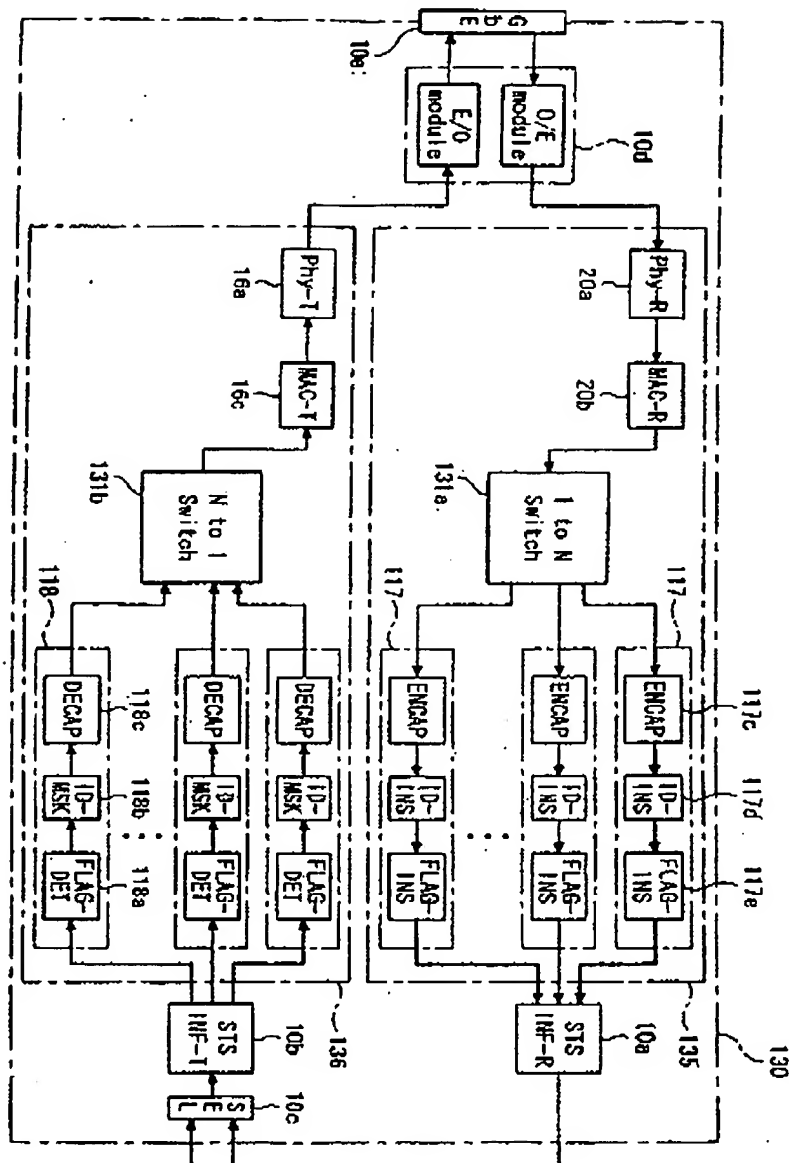 130
135
117e
117d
117c
117
FLAG-
INS
ID-
INS
ENCAP
10d
20a
20b
O/E
module
Phy-R
MAC-R
1 to N
Switch
131a
ENCAP
ID-
INS
FLAG-
INS
STS
INF-R
10a
GbE
10e
E/O
module
117
ENCAP
ID-
INS
FLAG-
INS
136
Phy-T
16a
MAC-T
16c
N to 1
Switch
131b
DECAP
ID-
MSK
FLAG-
DET
DECAP
ID-
MSK
FLAG-
DET
STS
INF-T
10b
SEL
10c
118
DECAP
ID-
MSK
FLAG-
DET
118c
118b
118a